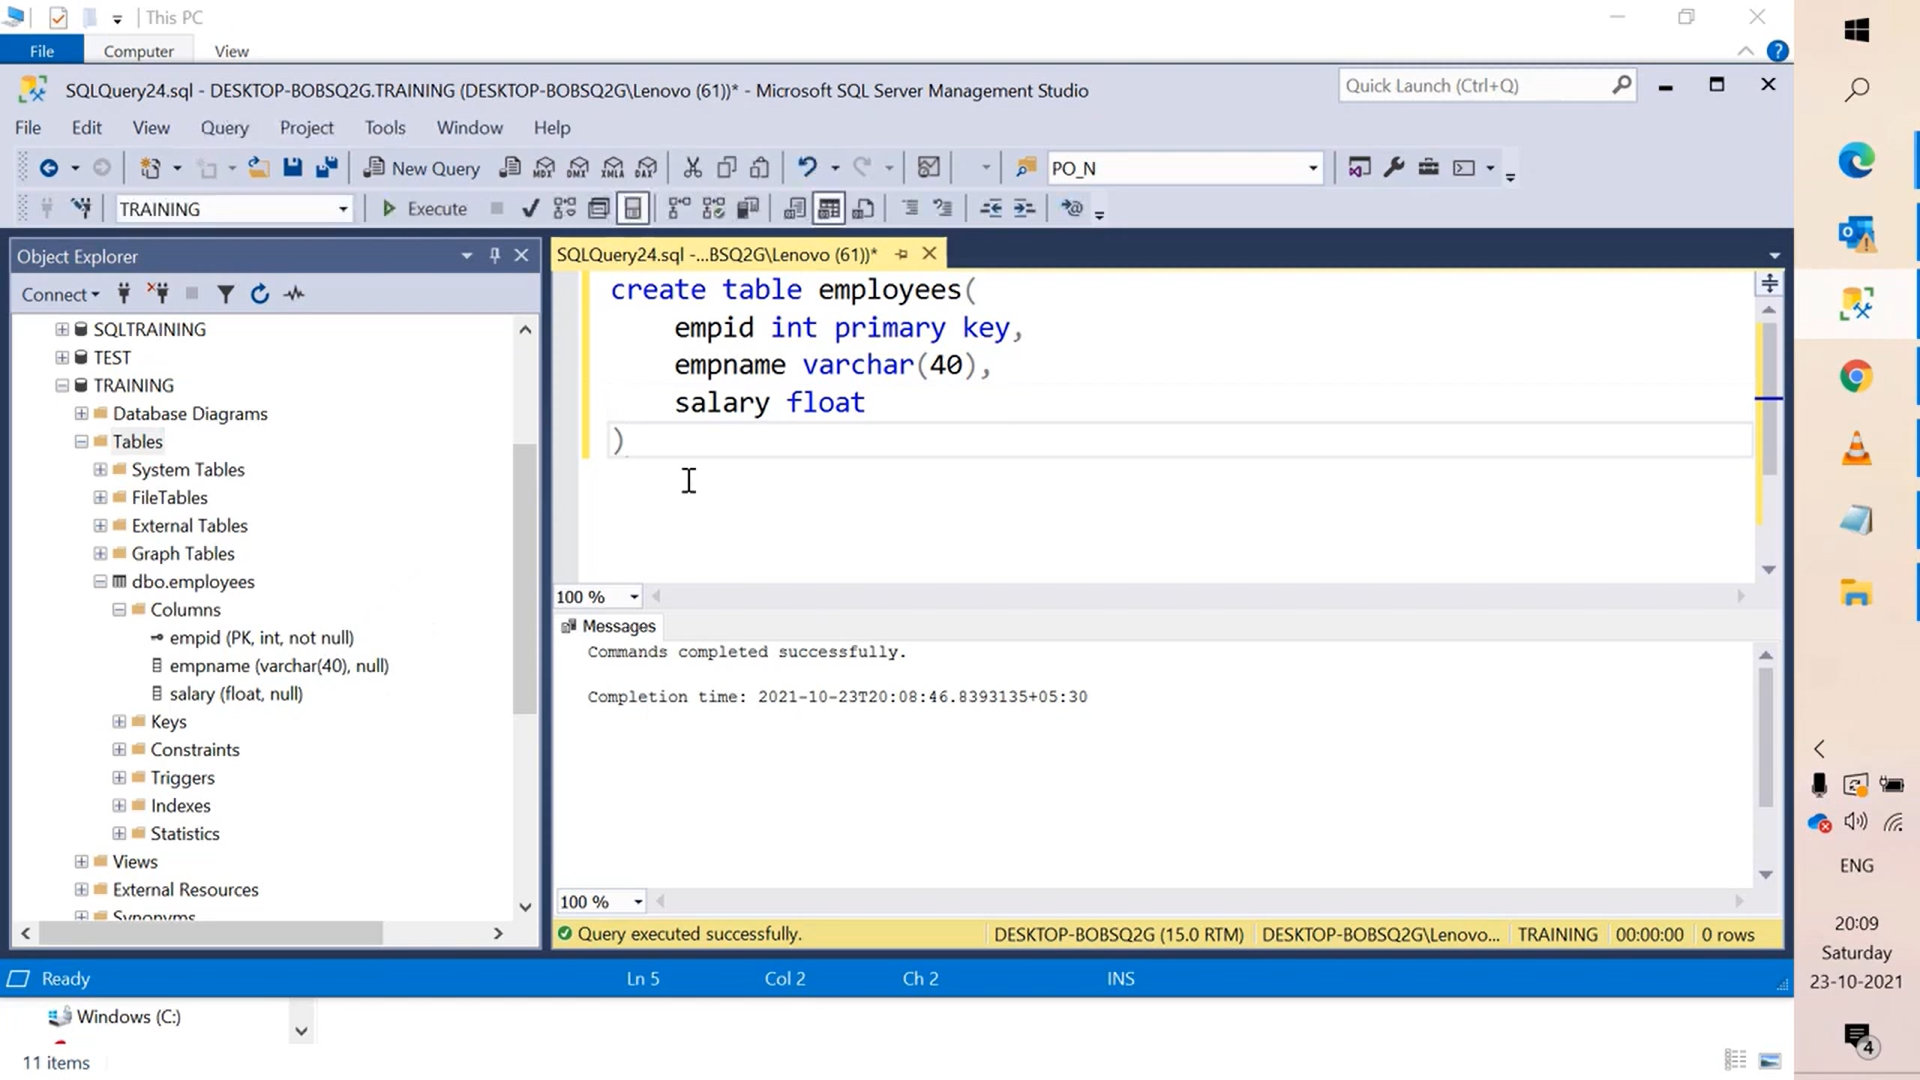 This PC
File Computer View
SQLQuery24.sql - DESKTOP-BOBSQ2G.TRAINING (DESKTOP-BOBSQ2G\Lenovo (61))* - Microsoft SQL Server Management Studio
Quick Launch (Ctrl+Q)
File Edit View Query Project Tools Window Help
New Query
MDX DMX XMLA DAX
PO_N
TRAINING
Execute
Object Explorer
Connect
SQLTRAINING
TEST
TRAINING
Database Diagrams
Tables
System Tables
FileTables
External Tables
Graph Tables
dbo.employees
Columns
empid (PK, int, not null)
empname (varchar(40), null)
salary (float, null)
Keys
Constraints
Triggers
Indexes
Statistics
Views
External Resources
Synonyms
SQLQuery24.sql -...BSQ2G\Lenovo (61))*
create table employees(
empid int primary key,
empname varchar(40),
salary float
)
100 %
Messages
Commands completed successfully.
Completion time: 2021-10-23T20:08:46.8393135+05:30
100 %
Query executed successfully.
DESKTOP-BOBSQ2G (15.0 RTM)
DESKTOP-BOBSQ2G\Lenovo...
TRAINING
00:00:00
0 rows
Ready
Ln 5
Col 2
Ch 2
INS
Windows (C:)
11 items
ENG
20:09
Saturday
23-10-2021
4